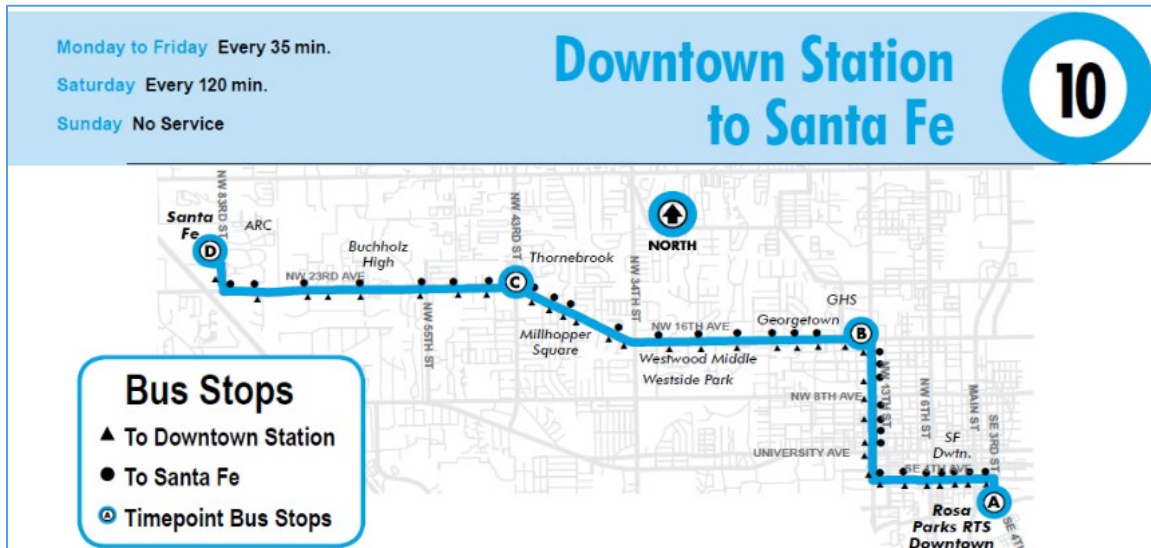 Monday to Friday Every 35 min.
Saturday Every 120 min.
Sunday No Service
Downtown Station
to Santa Fe
10
NW 83RD ST
Santa
Fe
ARC
D
NW 23RD AVE
Buchholz
High
NW 43RD ST
C
Thornebrook
NORTH
NW 55TH ST
Millhopper
Square
NW 34TH ST
NW 16TH AVE
Georgetown
GHS
B
Westwood Middle
Westside Park
NW 8TH AVE
NW 13TH ST
NW 6TH ST
MAIN ST
SE 3RD ST
UNIVERSITY AVE
SF
Dwtn.
SE 4TH AVE
A
Rosa
Parks RTS
Downtown
Bus Stops
To Downtown Station
To Santa Fe
A Timepoint Bus Stops